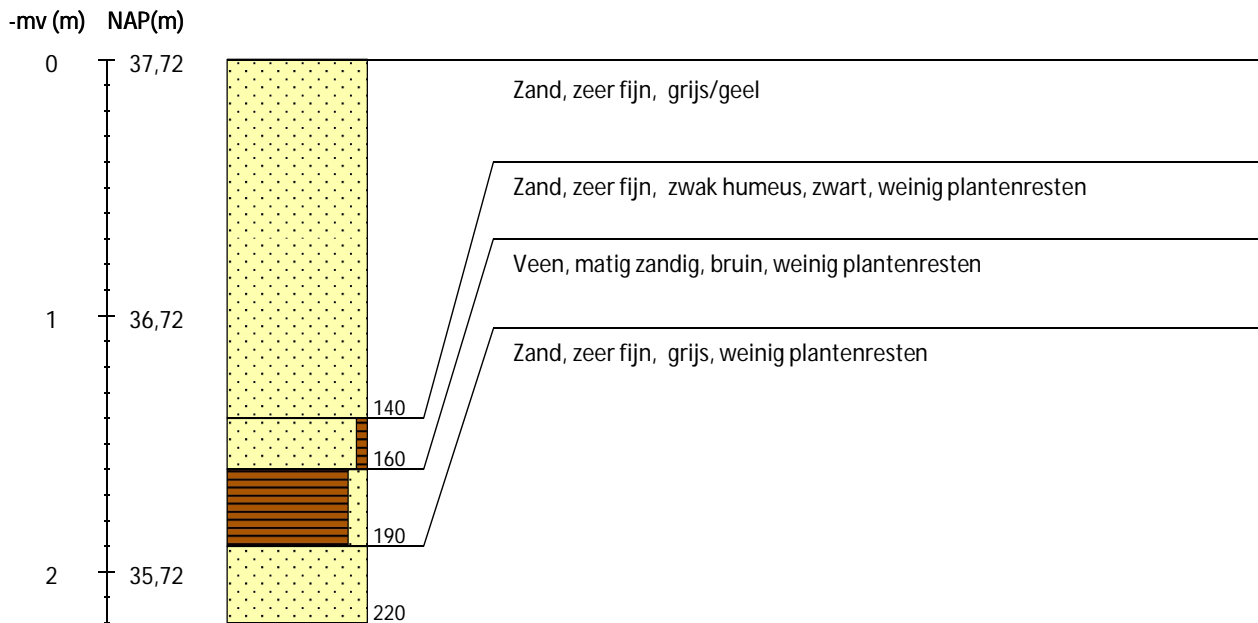 -mv (m) NAP(m)
0 37,72
Zand, zeer fijn, grijs/geel
Zand, zeer fijn, zwak humeus, zwart, weinig plantenresten
Veen, matig zandig, bruin, weinig plantenresten
1 36,72
Zand, zeer fijn, grijs, weinig plantenresten
140
160
190
2 35,72
220